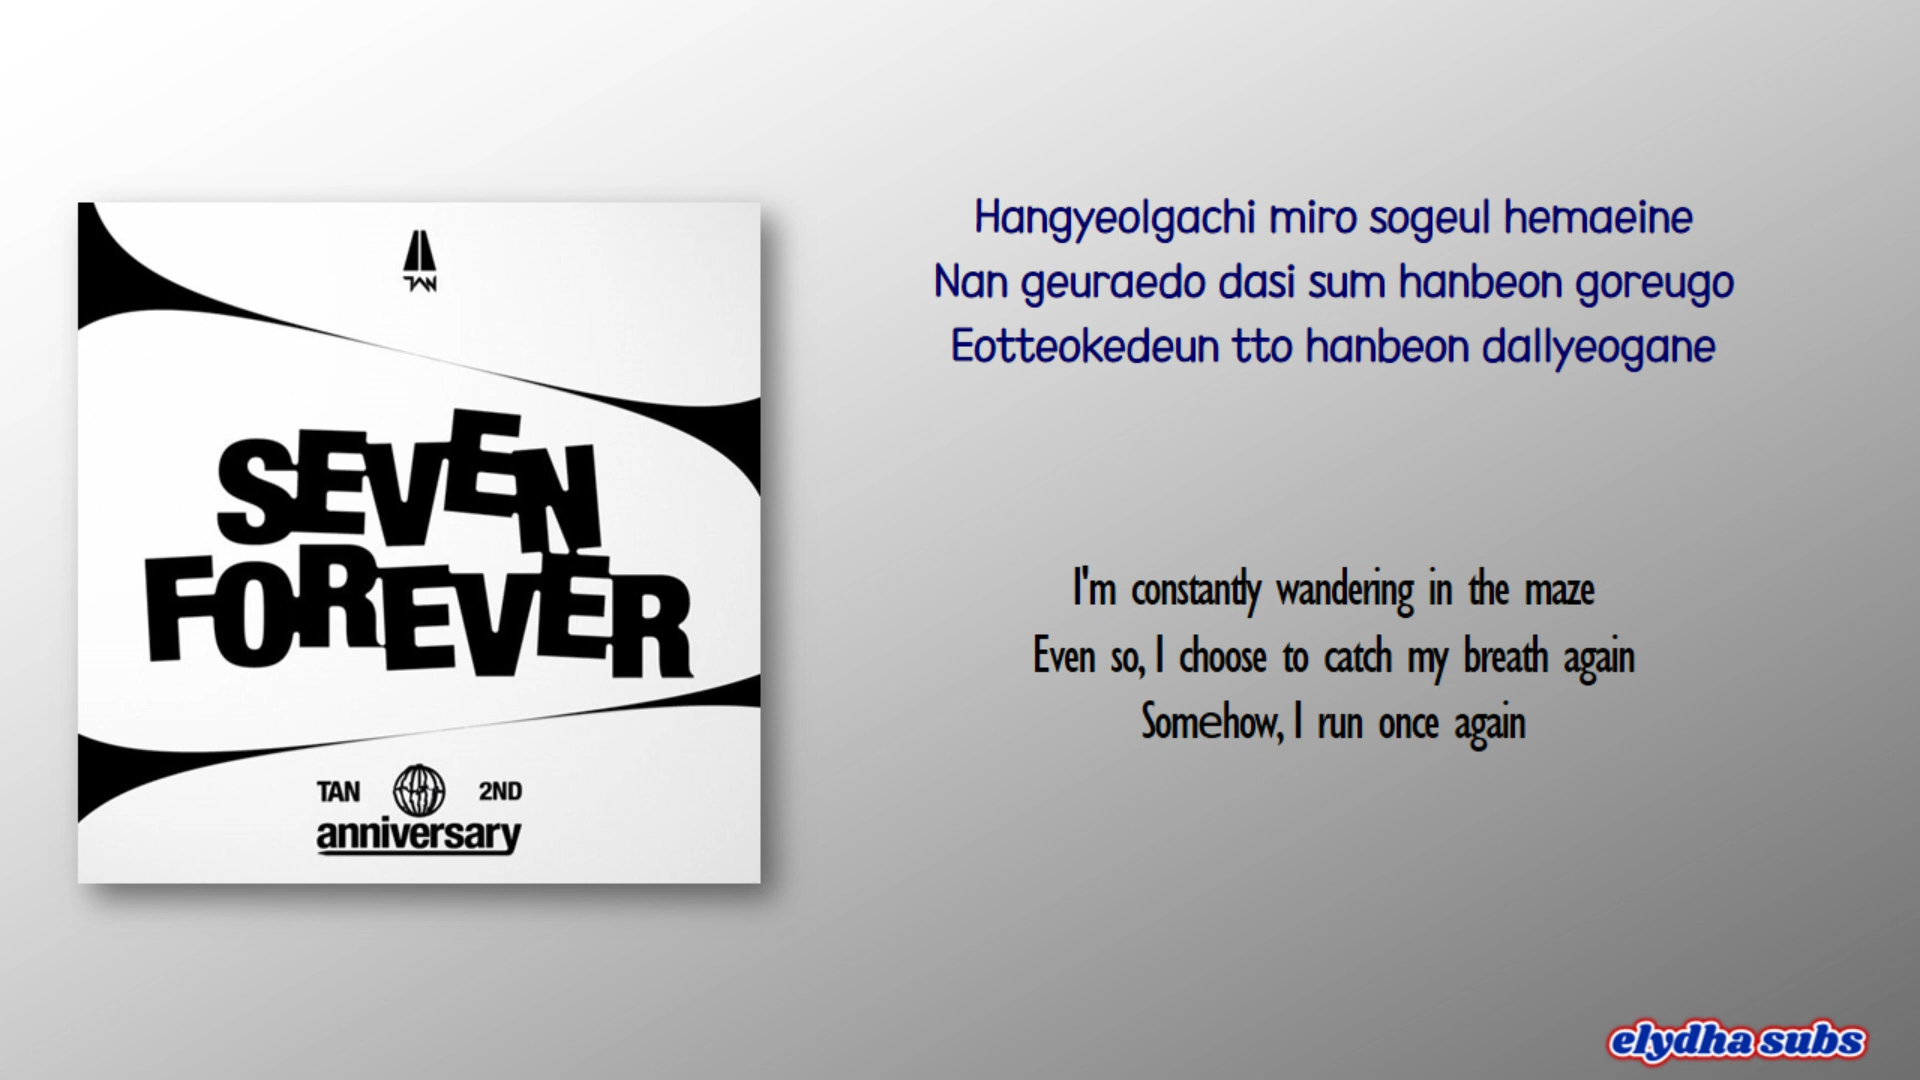 TAN
SEVEN
FOREVER
TAN 2ND
anniversary
Hangyeolgachi miro sogeul hemaeine
Nan geuraedo dasi sum hanbeon goreugo
Eotteokedeun tto hanbeon dallyeogane
I'm constantly wandering in the maze
Even so, I choose to catch my breath again
Somehow, I run once again
elydha subs